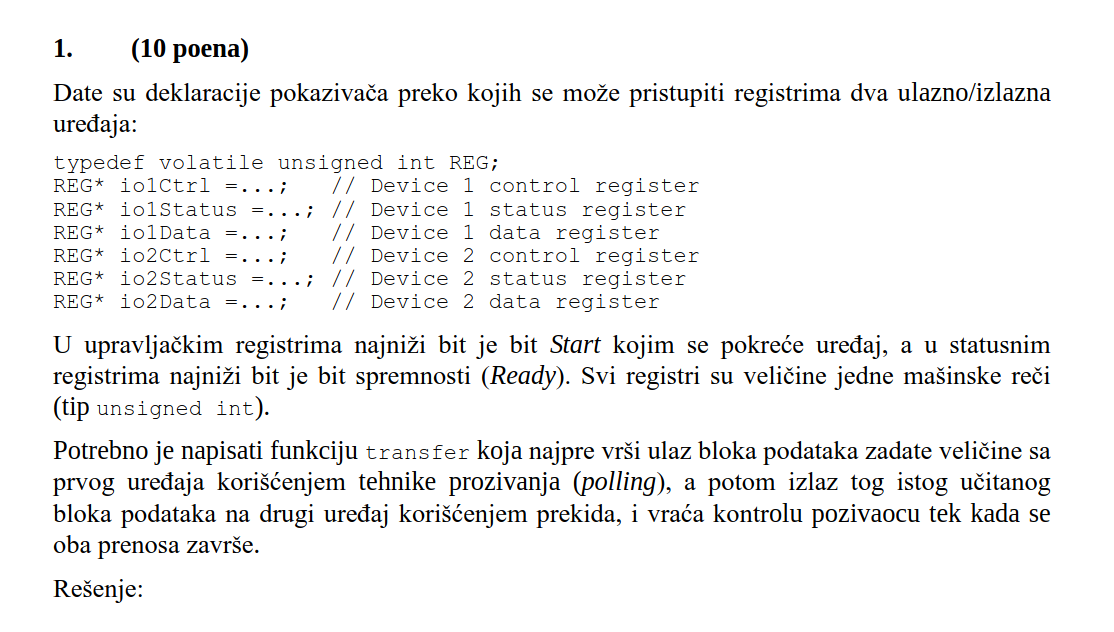 1. (10 poena)
Date su deklaracije pokazivača preko kojih se može pristupiti registrima dva ulazno/izlazna
uređaja:
typedef volatile unsigned int REG;
REG* io1Ctrl =...; // Device 1 control register
REG* io1Status =...; // Device 1 status register
REG* io1Data =...; // Device 1 data register
REG* io2Ctrl =...; // Device 2 control register
REG* io2Status =...; // Device 2 status register
REG* io2Data =...; // Device 2 data register
U upravljačkim registrima najniži bit je bit Start kojim se pokreće uređaj, a u statusnim
registrima najniži bit je bit spremnosti (Ready). Svi registri su veličine jedne mašinske reči
(tip unsigned int).
Potrebno je napisati funkciju transfer koja najpre vrši ulaz bloka podataka zadate veličine sa
prvog uređaja korišćenjem tehnike prozivanja (polling), a potom izlaz tog istog učitanog
bloka podataka na drugi uređaj korišćenjem prekida, i vraća kontrolu pozivaocu tek kada se
oba prenosa završe.
Rešenje: